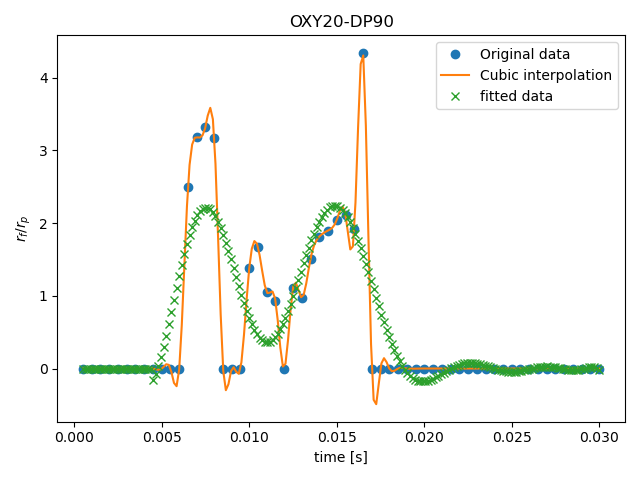 OXY20-DP90
Original data
Cubic interpolation
fitted data
r_f/r_p
4
3
2
1
0
0.000 0.005 0.010 0.015 0.020 0.025 0.030
time [s]